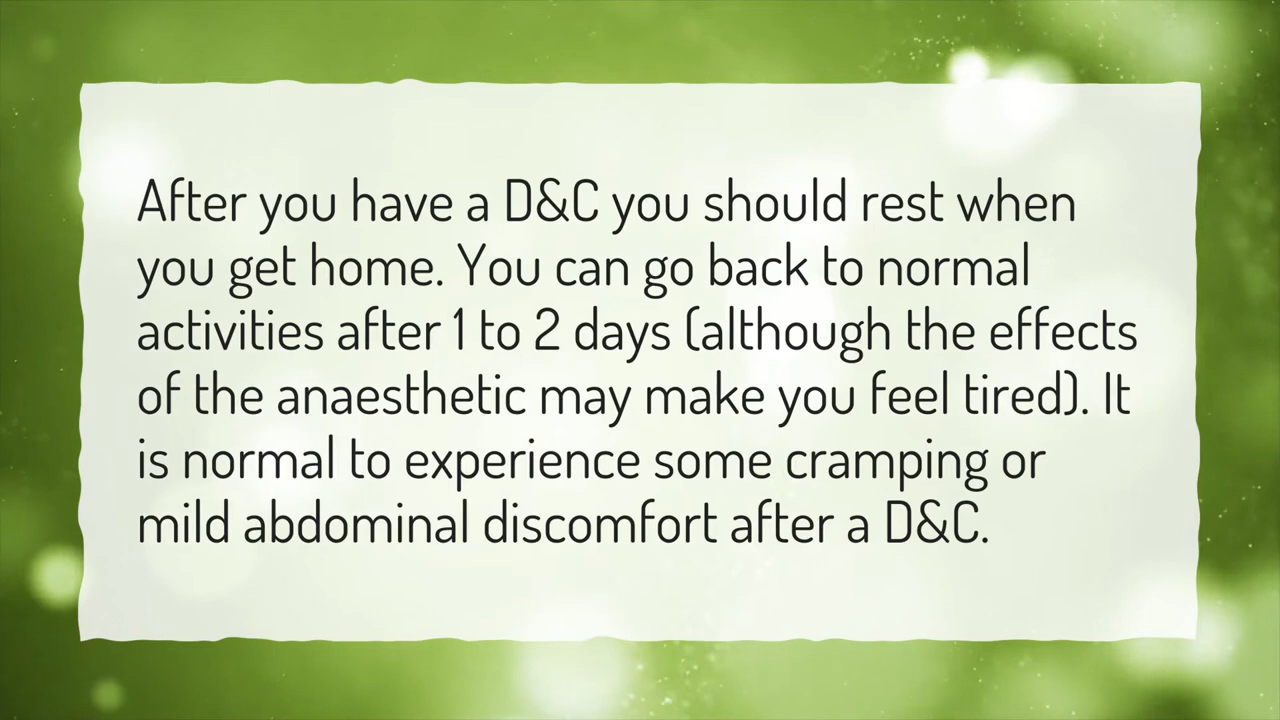 After you have a D&C you should rest when
you get home. You can go back to normal
activities after 1 to 2 days (although the effects
of the anaesthetic may make you feel tired). It
is normal to experience some cramping or
mild abdominal discomfort after a D&C.